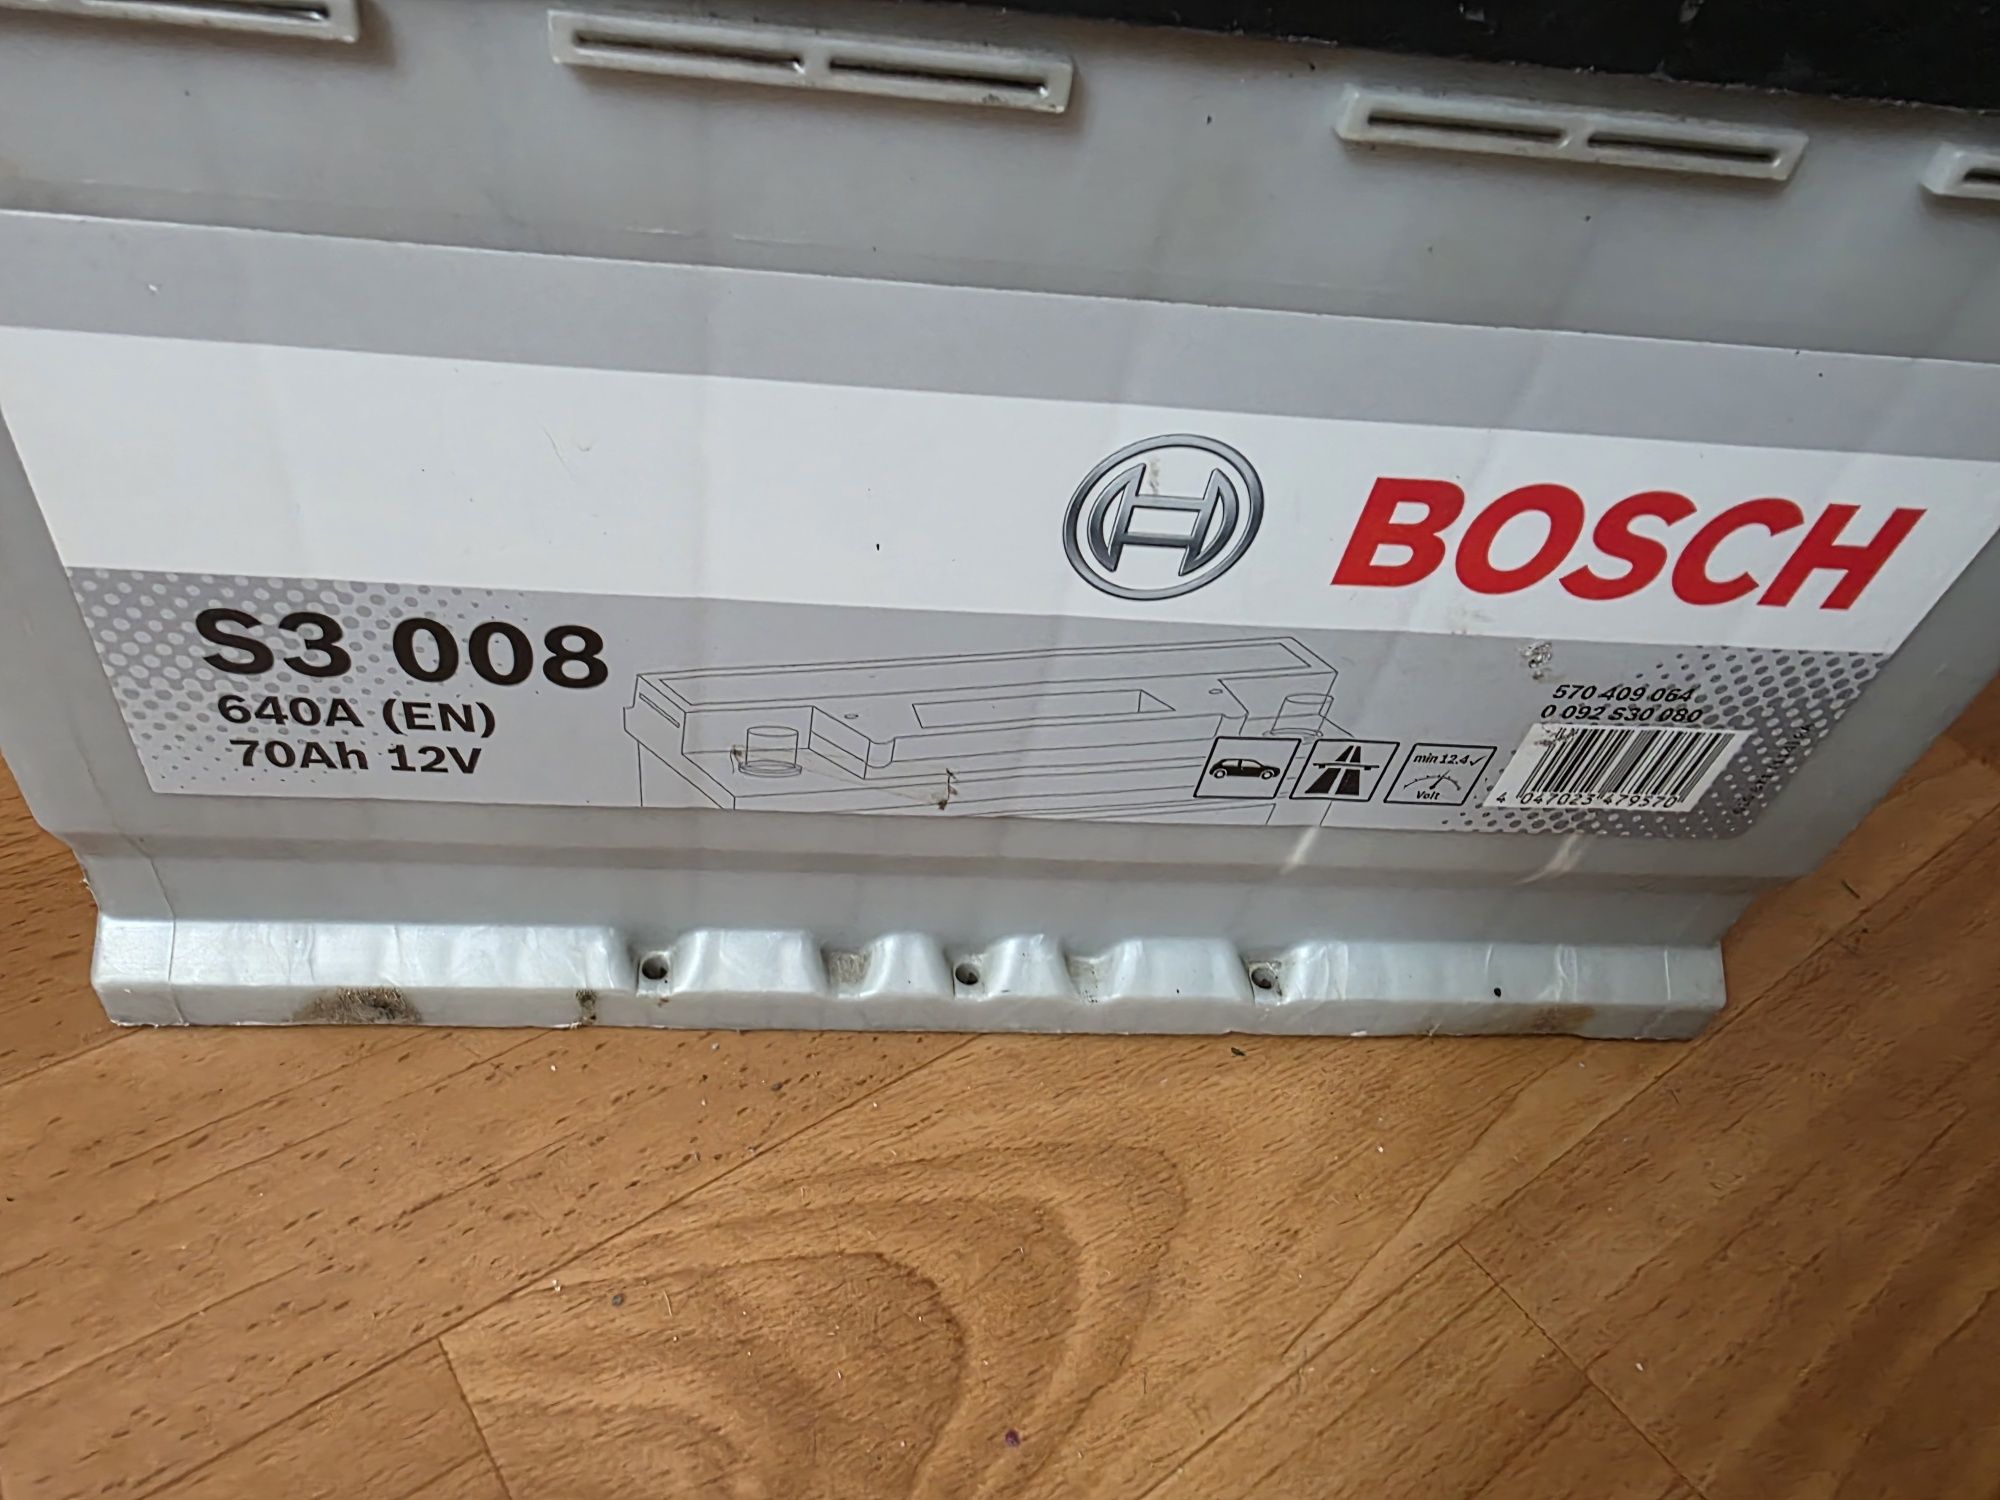 BOSCH
S3 008
640A (EN)
70Ah 12V
570 409 064
0 092 S30 080
min 12.4✓
Volt
4 047023 479570